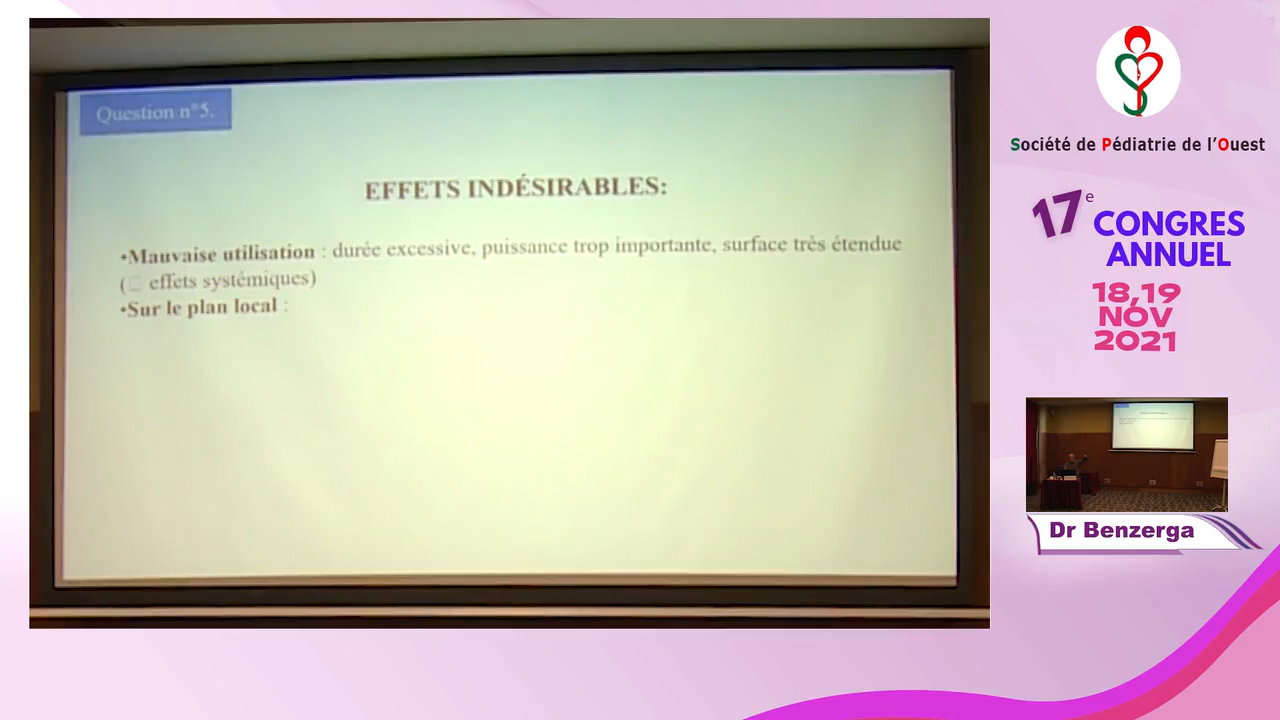 Question n°5.
EFFETS INDÉSIRABLES:
•Mauvaise utilisation : durée excessive, puissance trop importante, surface très étendue
(□ effets systémiques)
•Sur le plan local :
Société de Pédiatrie de l'Ouest
17e
CONGRES
ANNUEL
18,19
NOV
2021
Dr Benzerga